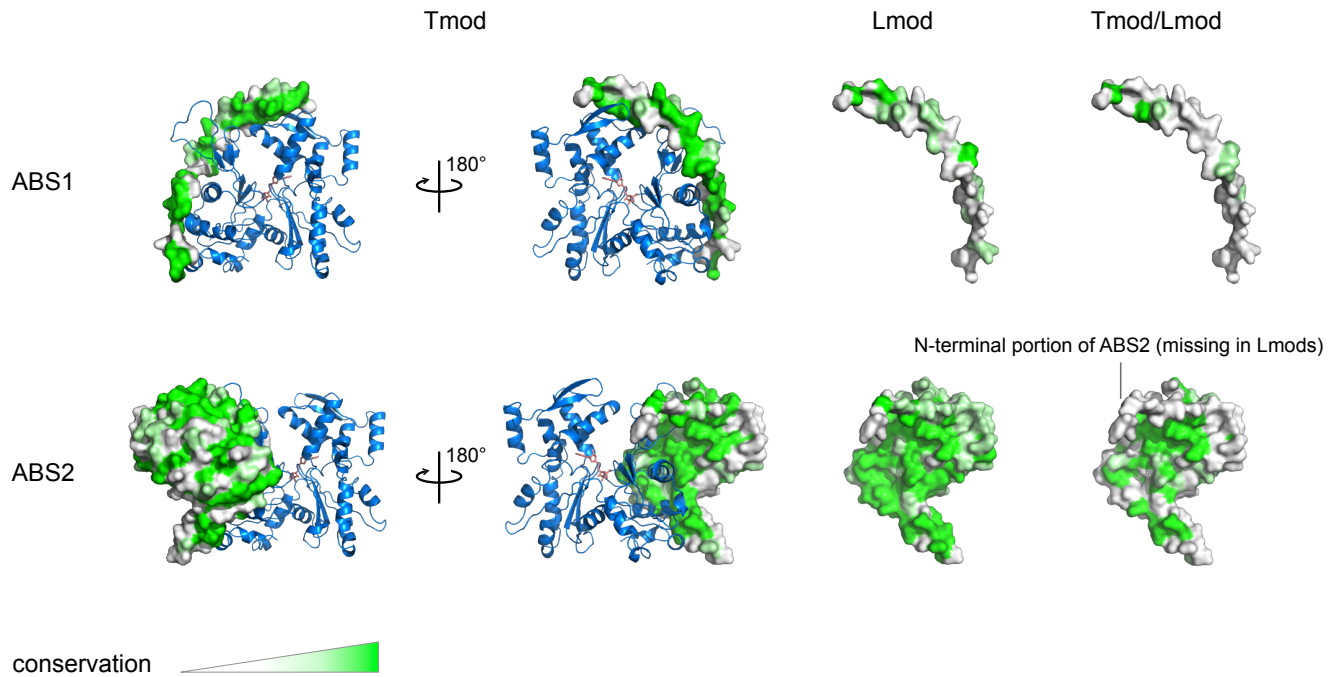 Tmod
Lmod
Tmod/Lmod
ABS1
180°
N-terminal portion of ABS2 (missing in Lmods)
ABS2
180°
conservation